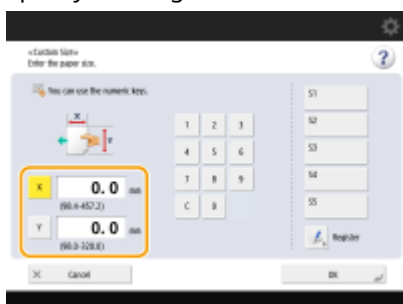 <Custom Size>
Enter the paper size.
?
You can use the numeric keys.
X
Y
1 2 3
4 5 6
7 8 9
C 0
X 0. 0 mm
(98.4-457.2)
Y 0. 0 mm
(98.0-320.0)
S1
S2
S3
S4
S5
Register
Cancel
OK